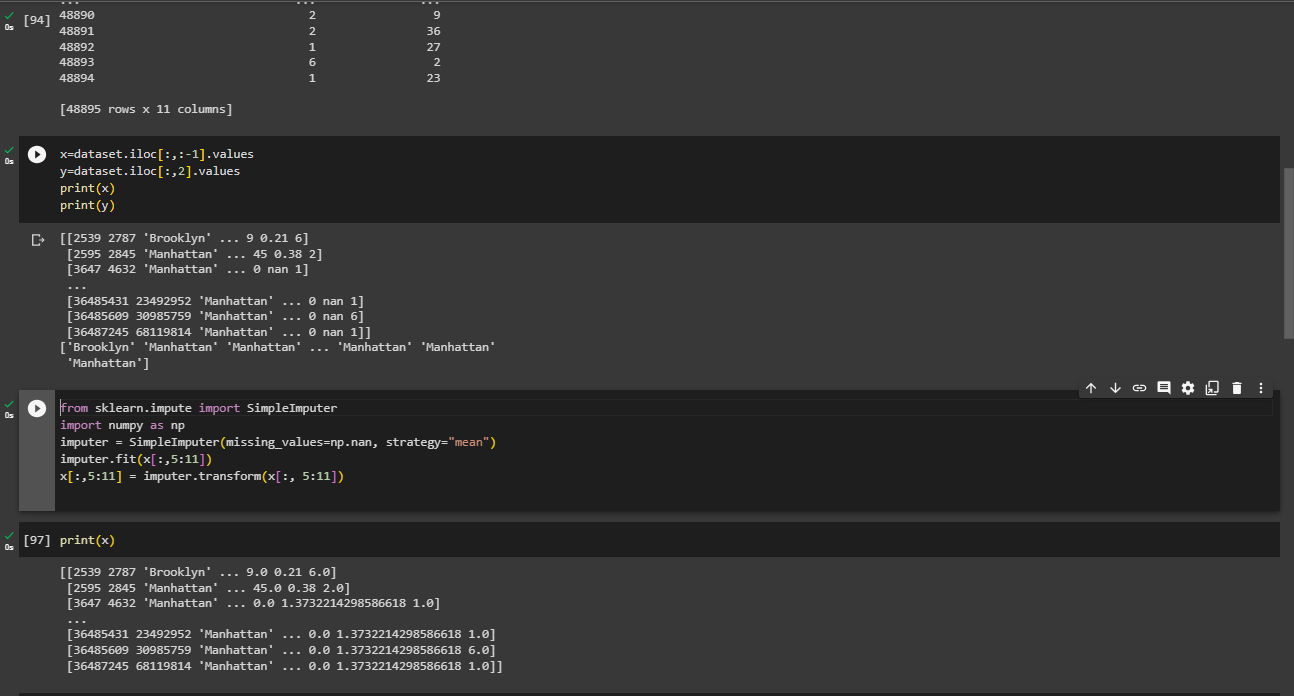 ... ... ...
[94] 48890 2 9
0s
48891 2 36
48892 1 27
48893 6 2
48894 1 23
[48895 rows x 11 columns]
0s
x=dataset.iloc[:,:-1].values
y=dataset.iloc[:,2].values
print(x)
print(y)
[[2539 2787 'Brooklyn' ... 9 0.21 6]
[2595 2845 'Manhattan' ... 45 0.38 2]
[3647 4632 'Manhattan' ... 0 nan 1]
...
[36485431 23492952 'Manhattan' ... 0 nan 1]
[36485609 30985759 'Manhattan' ... 0 nan 6]
[36487245 68119814 'Manhattan' ... 0 nan 1]]
['Brooklyn' 'Manhattan' 'Manhattan' ... 'Manhattan' 'Manhattan'
'Manhattan']
0s
from sklearn.impute import SimpleImputer
import numpy as np
imputer = SimpleImputer(missing_values=np.nan, strategy="mean")
imputer.fit(x[:,5:11])
x[:,5:11] = imputer.transform(x[:, 5:11])
0s
[97] print(x)
[[2539 2787 'Brooklyn' ... 9.0 0.21 6.0]
[2595 2845 'Manhattan' ... 45.0 0.38 2.0]
[3647 4632 'Manhattan' ... 0.0 1.3732214298586618 1.0]
...
[36485431 23492952 'Manhattan' ... 0.0 1.3732214298586618 1.0]
[36485609 30985759 'Manhattan' ... 0.0 1.3732214298586618 6.0]
[36487245 68119814 'Manhattan' ... 0.0 1.3732214298586618 1.0]]